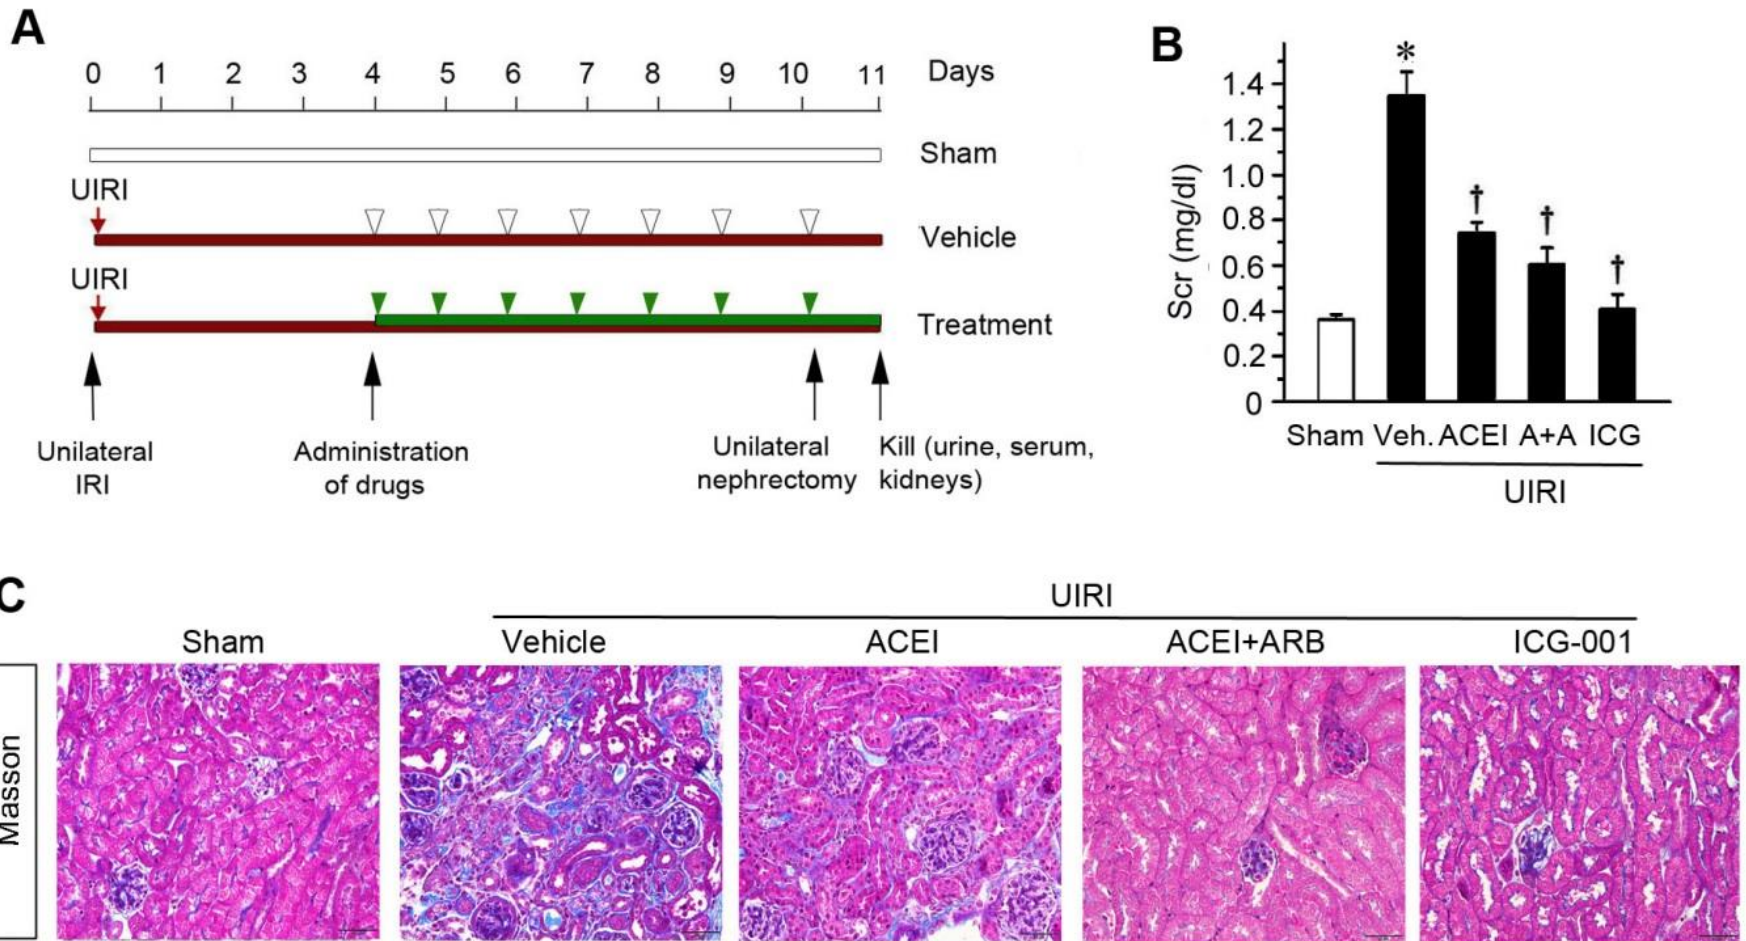 A
0 1 2 3 4 5 6 7 8 9 10 11 Days
Sham
UIRI
Vehicle
UIRI
Treatment
Unilateral
IRI
Administration
of drugs
Unilateral
nephrectomy
Kill (urine, serum,
kidneys)
B
*
†
†
†
1.4
1.2
1.0
0.8
0.6
0.4
0.2
0
Scr (mg/dl)
Sham Veh. ACEI A+A ICG
UIRI
C
UIRI
Sham Vehicle ACEI ACEI+ARB ICG-001
Masson